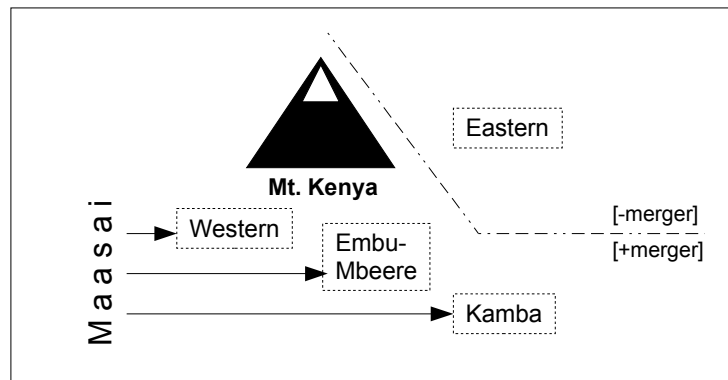 Eastern
Mt. Kenya
Maasai
Western
[-merger]
Embu-
Mbeere
[+merger]
Kamba